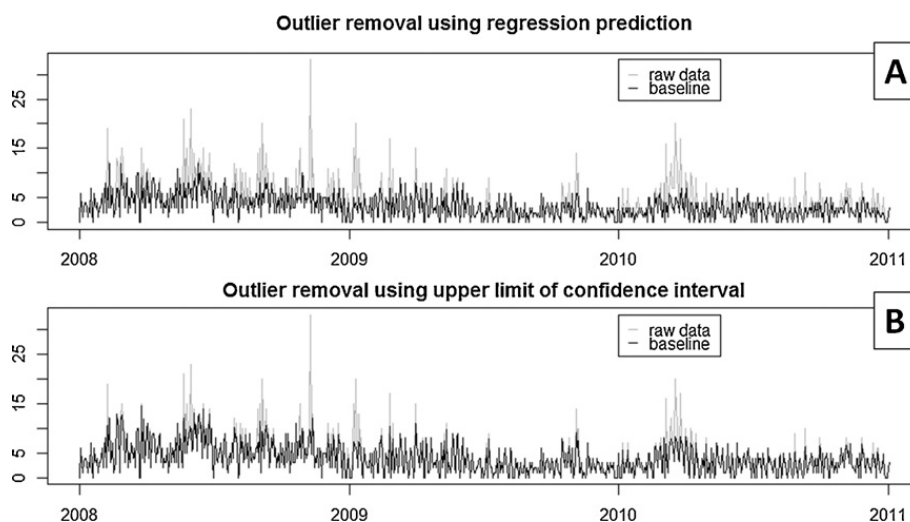 Outlier removal using regression prediction
A
raw data
baseline
25
15
5
0
2008 2009 2010 2011
Outlier removal using upper limit of confidence interval
B
raw data
baseline
25
15
5
0
2008 2009 2010 2011